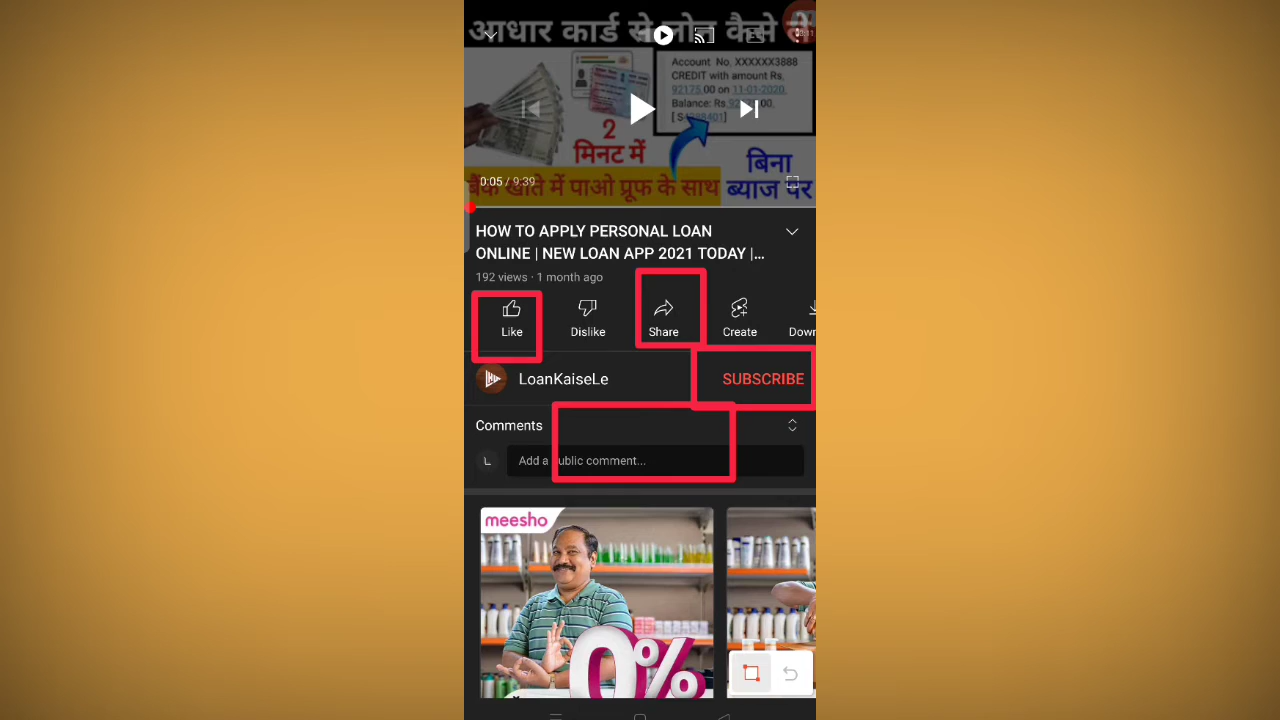 आधार कार्ड से लोन कैसे ले
Account No. XXXXXX3888
CREDIT with amount Rs.
92175.00 on 11-01-2020.
Balance: Rs.
2
मिनट में
बिना
बैंक खाते में पाओ प्रूफ के साथ
ब्याज पर
0:05 / 9:39
HOW TO APPLY PERSONAL LOAN
ONLINE | NEW LOAN APP 2021 TODAY |...
192 views · 1 month ago
Like
Dislike
Share
Create
Down
LoanKaiseLe
SUBSCRIBE
Comments
L
Add a public comment...
meesho
0%